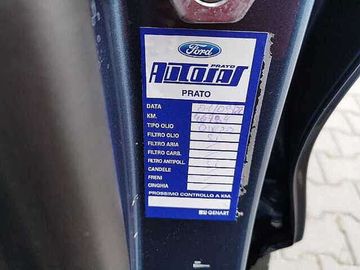 Ford
AUTORAS
PRATO
PRATO
DATA
KM.
TIPO OLIO
FILTRO OLIO
FILTRO ARIA
FILTRO CARB.
FILTRO ANTIPOLL.
CANDELE
FRENI
CINGHIA
PROSSIMO CONTROLLO A KM.
GENART